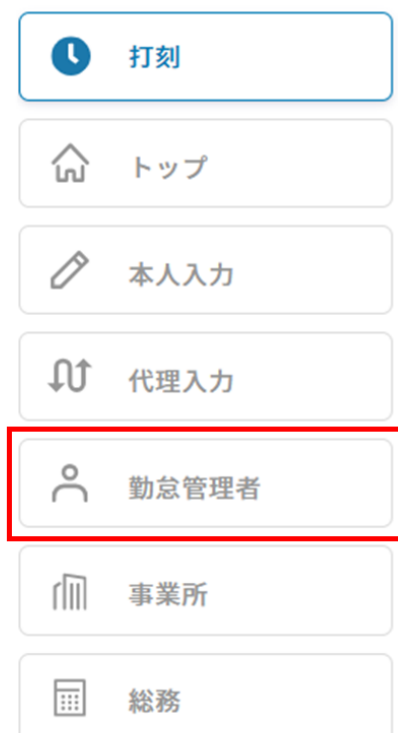 打刻
トップ
本人入力
代理入力
勤怠管理者
事業所
総務